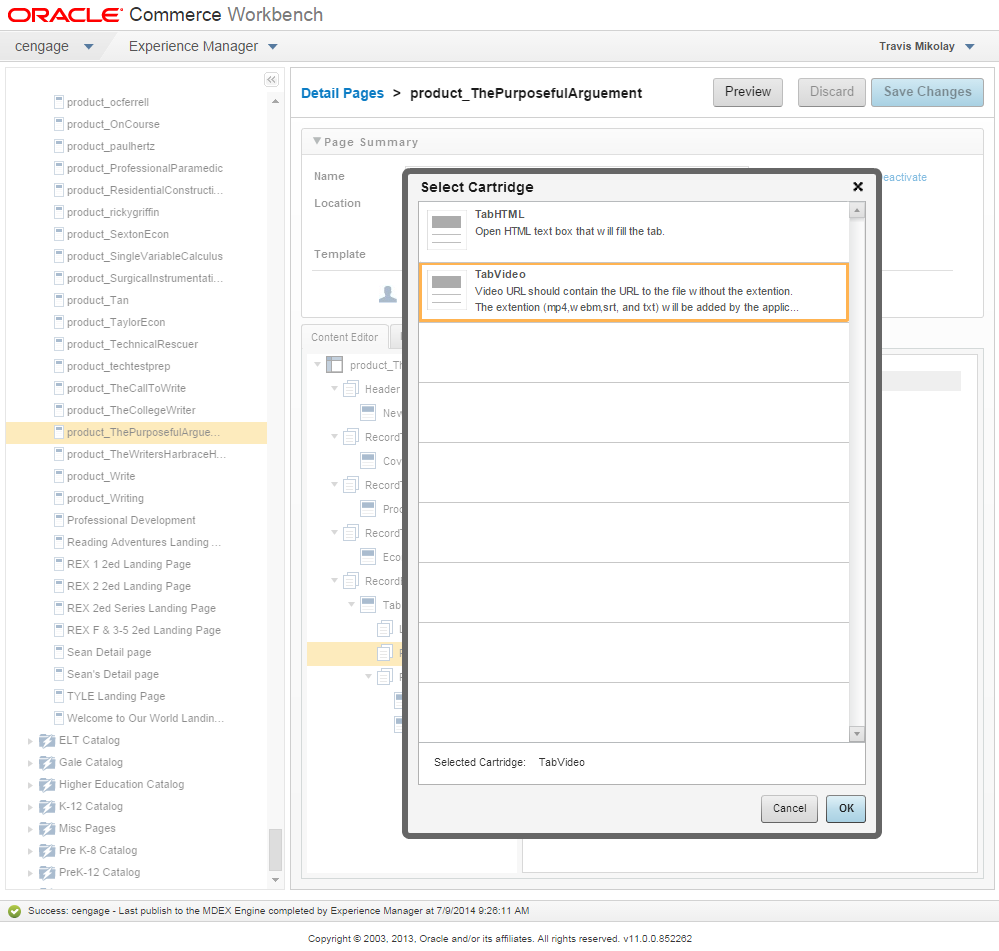 ORACLE Commerce Workbench
cengage Experience Manager Travis Mikolay
product_ocferrell
product_OnCourse
product_paulhertz
product_ProfessionalParamedic
product_ResidentialConstructi...
product_rickygriffin
product_SextonEcon
product_SingleVariableCalculus
product_SurgicalInstrumentati...
product_Tan
product_TaylorEcon
product_TechnicalRescuer
product_techtestprep
product_TheCallToWrite
product_TheCollegeWriter
product_ThePurposefulArgue...
product_TheWritersHarbraceH...
product_Write
product_Writing
Professional Development
Reading Adventures Landing ...
REX 1 2ed Landing Page
REX 2 2ed Landing Page
REX 2ed Series Landing Page
REX F & 3-5 2ed Landing Page
Sean Detail page
Sean's Detail page
TYLE Landing Page
Welcome to Our World Landin...
ELT Catalog
Gale Catalog
Higher Education Catalog
K-12 Catalog
Misc Pages
Pre K-8 Catalog
PreK-12 Catalog
Detail Pages > product_ThePurposefulArguement
Preview Discard Save Changes
Page Summary
Name
eactivate
Location
Template
Content Editor
product_Th
Header
New
RecordT
Cov
RecordT
Proc
RecordT
Eco
Record
Tab
Select Cartridge
TabHTML
Open HTML text box that will fill the tab.
TabVideo
Video URL should contain the URL to the file without the extention.
The extention (mp4,webm,srt, and txt) will be added by the applic...
Selected Cartridge: TabVideo
Cancel OK
Success: cengage - Last publish to the MDEX Engine completed by Experience Manager at 7/9/2014 9:26:11 AM
Copyright © 2003, 2013, Oracle and/or its affiliates. All rights reserved. v11.0.0.852262